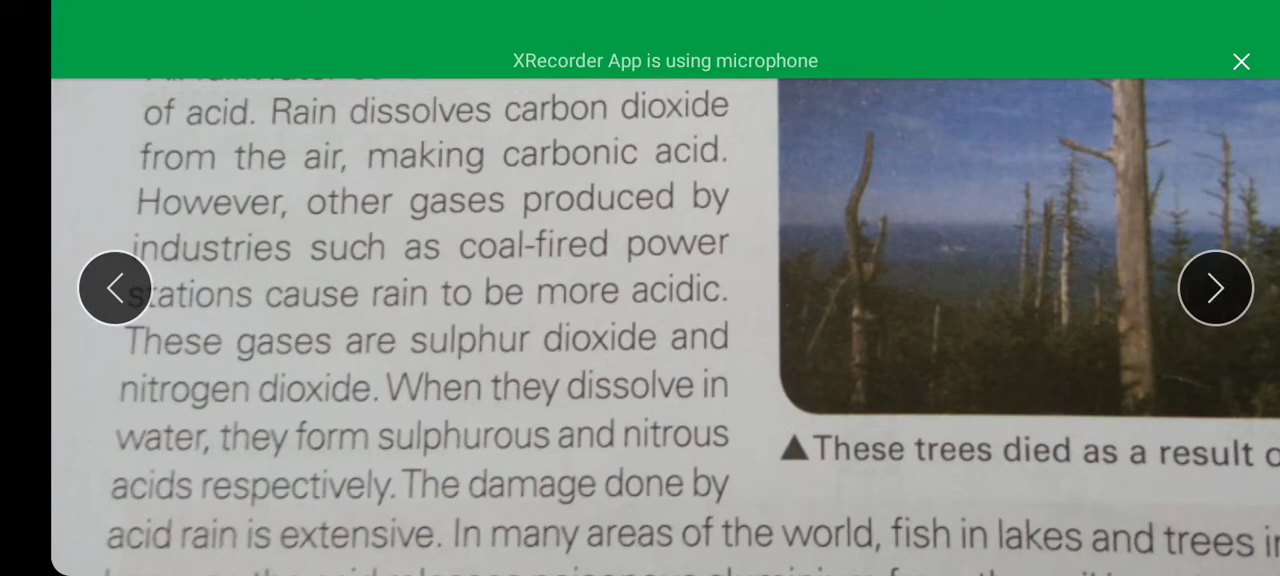 XRecorder App is using microphone
of acid. Rain dissolves carbon dioxide
from the air, making carbonic acid.
However, other gases produced by
industries such as coal-fired power
stations cause rain to be more acidic.
These gases are sulphur dioxide and
nitrogen dioxide. When they dissolve in
water, they form sulphurous and nitrous
acids respectively. The damage done by
acid rain is extensive. In many areas of the world, fish in lakes and trees
▲These trees died as a result